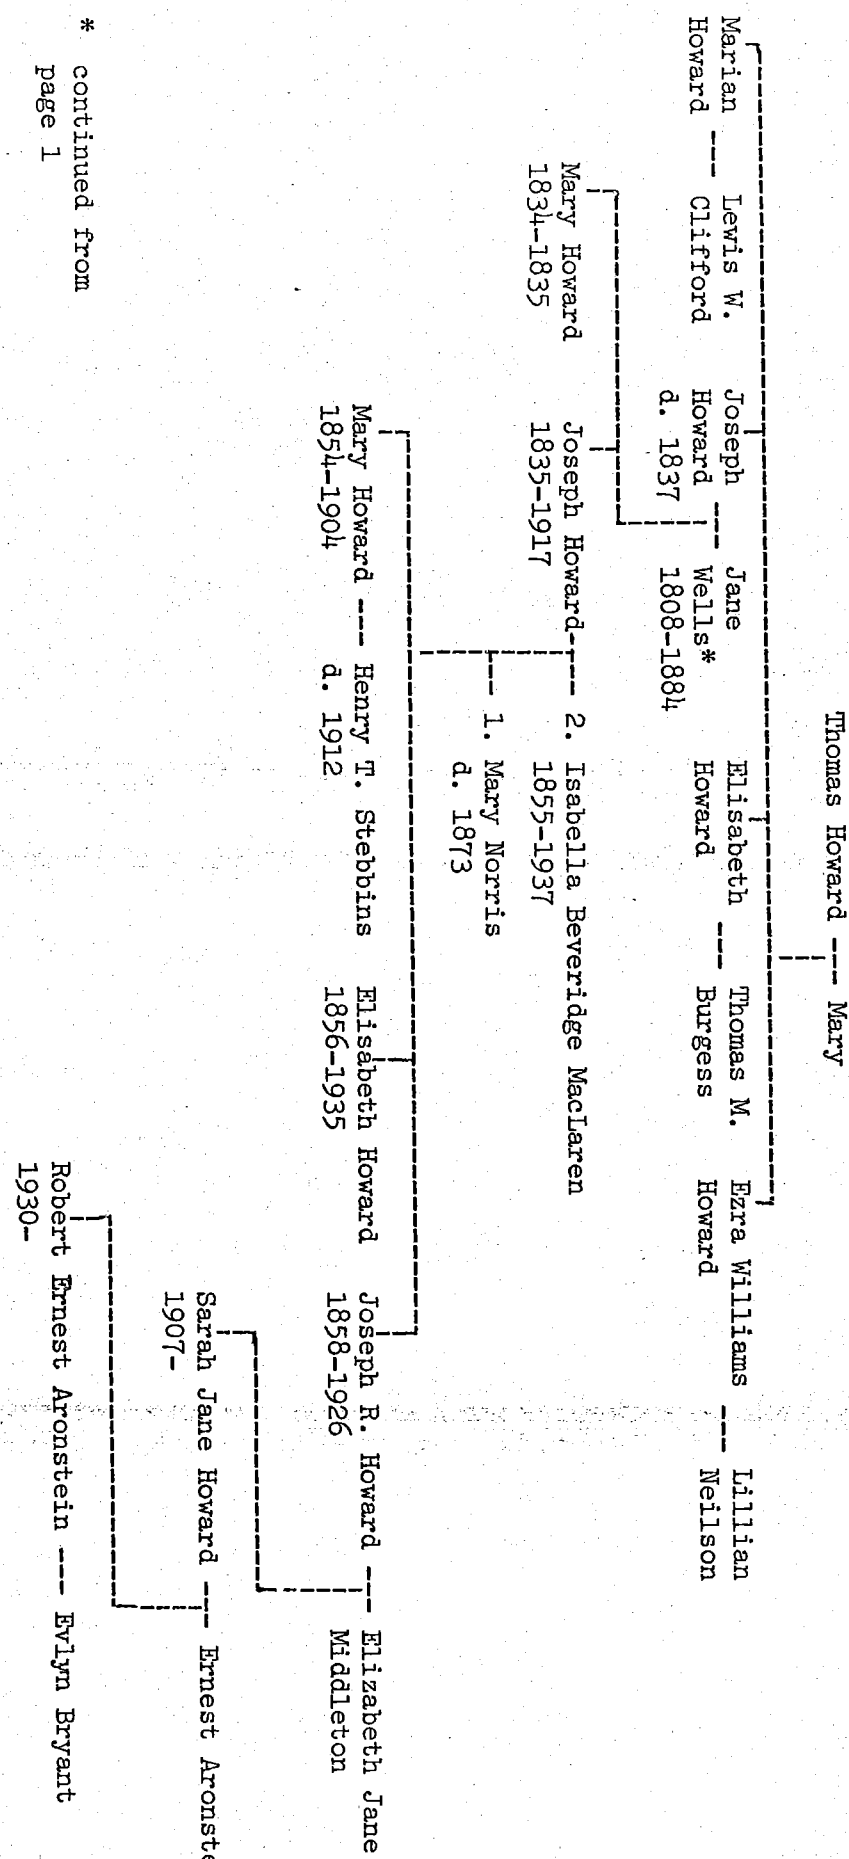 Thomas Howard --- Mary
Marian Howard --- Lewis W. Clifford
Joseph Howard d. 1837 --- Jane Wells* 1808-1884
Elisabeth Howard --- Thomas M. Burgess
Ezra Williams Howard --- Lillian Neilson
Mary Howard
1834-1835
Joseph Howard --- 2. Isabella Beveridge MacLaren
1835-1917
1855-1937
--- 1. Mary Norris
d. 1873
Mary Howard --- Henry T. Stebbins
1854-1904
d. 1912
Elisabeth Howard
1856-1935
Joseph R. Howard --- Elizabeth Jane Middleton
1858-1926
Sarah Jane Howard --- Ernest Aronste
1907-
Robert Ernest Aronstein --- Evlyn Bryant
1930-
* continued from
page 1